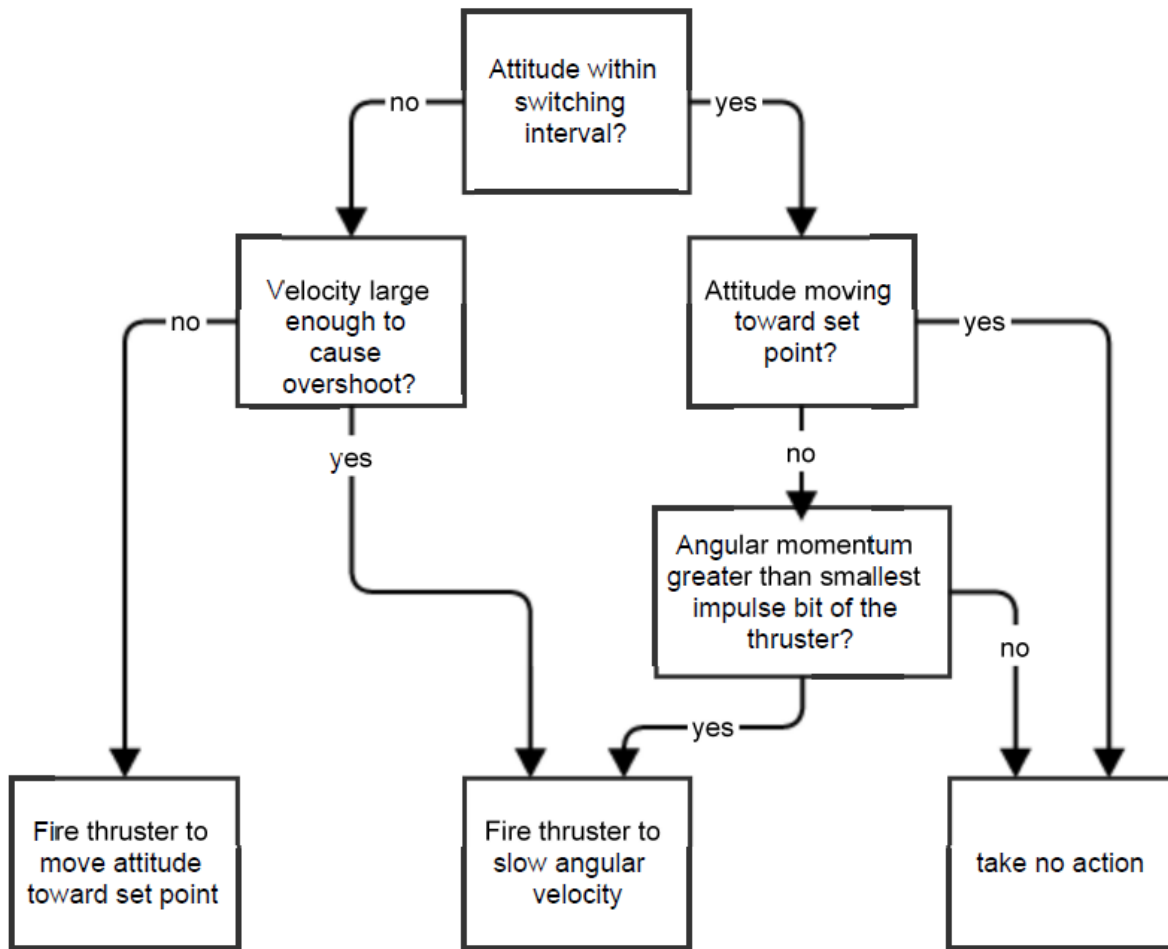 Attitude within
switching
interval?
no
yes
Velocity large
enough to
cause
overshoot?
Attitude moving
toward set
point?
no
yes
yes
no
Angular momentum
greater than smallest
impulse bit of the
thruster?
no
yes
Fire thruster to
move attitude
toward set point
Fire thruster to
slow angular
velocity
take no action